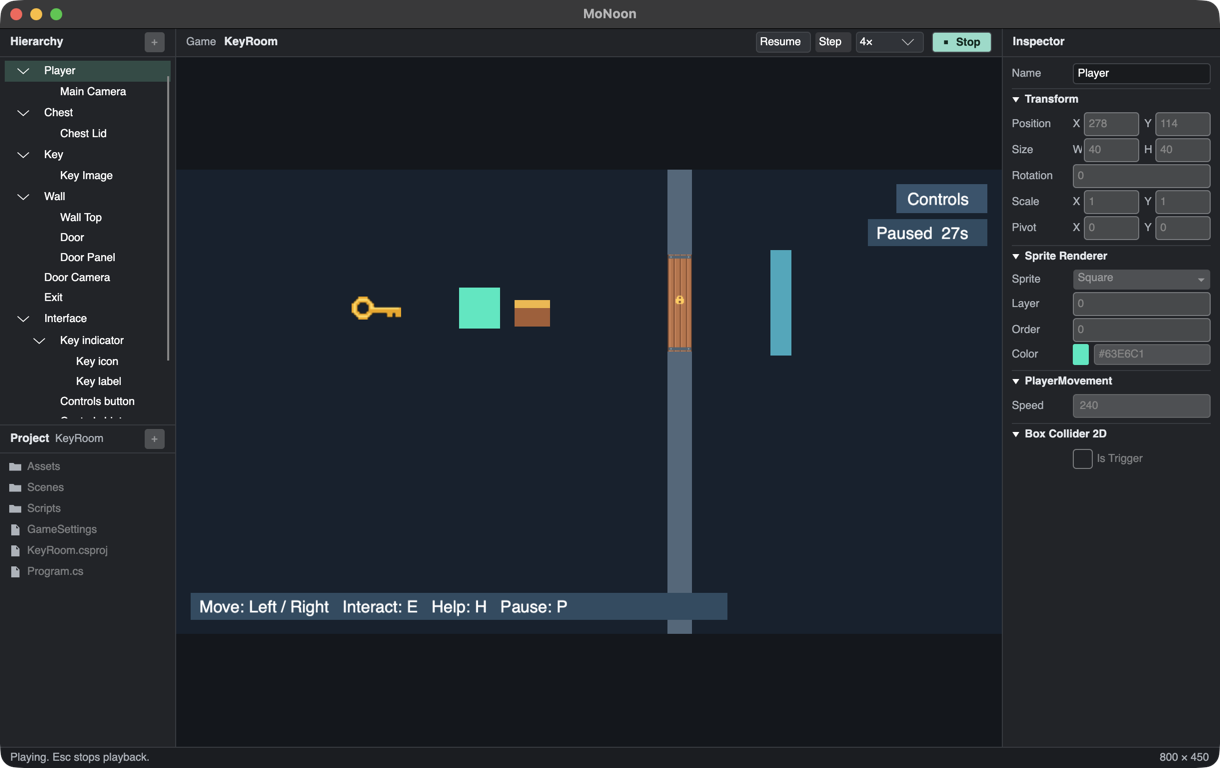 MoNoon
Hierarchy +
Player
Main Camera
Chest
Chest Lid
Key
Key Image
Wall
Wall Top
Door
Door Panel
Door Camera
Exit
Interface
Key indicator
Key icon
Key label
Controls button
Project KeyRoom +
Assets
Scenes
Scripts
GameSettings
KeyRoom.csproj
Program.cs
Game KeyRoom Resume Step 4× Stop
Controls
Paused 27s
Move: Left / Right Interact: E Help: H Pause: P
Inspector
Name Player
Transform
Position X 278 Y 114
Size W 40 H 40
Rotation 0
Scale X 1 Y 1
Pivot X 0 Y 0
Sprite Renderer
Sprite Square
Layer 0
Order 0
Color #63E6C1
PlayerMovement
Speed 240
Box Collider 2D
Is Trigger
Playing. Esc stops playback. 800 × 450